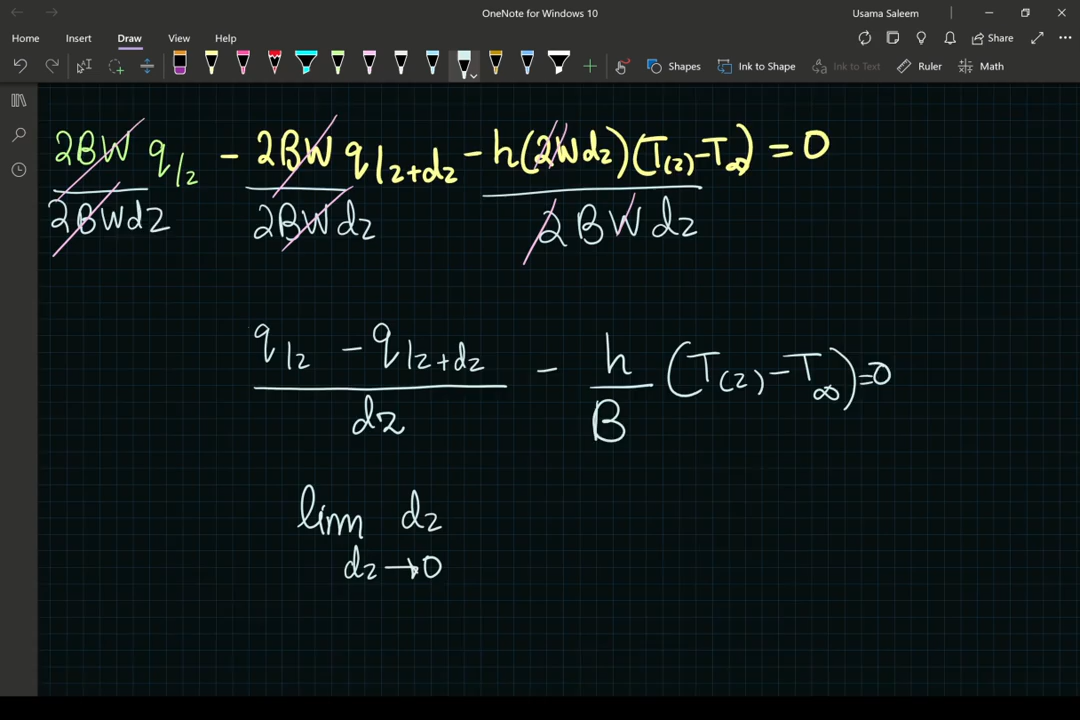 OneNote for Windows 10
Usama Saleem
Home Insert Draw View Help
Share
Shapes Ink to Shape Ink to Text Ruler Math
2BW q|z − 2BW q|z+dz − h(2Wdz)(T(z)−T∞) = 0
2BWdz 2BWdz 2BWdz
q|z − q|z+dz − h (T(z)−T∞)=0
dz B
lim dz
dz→0